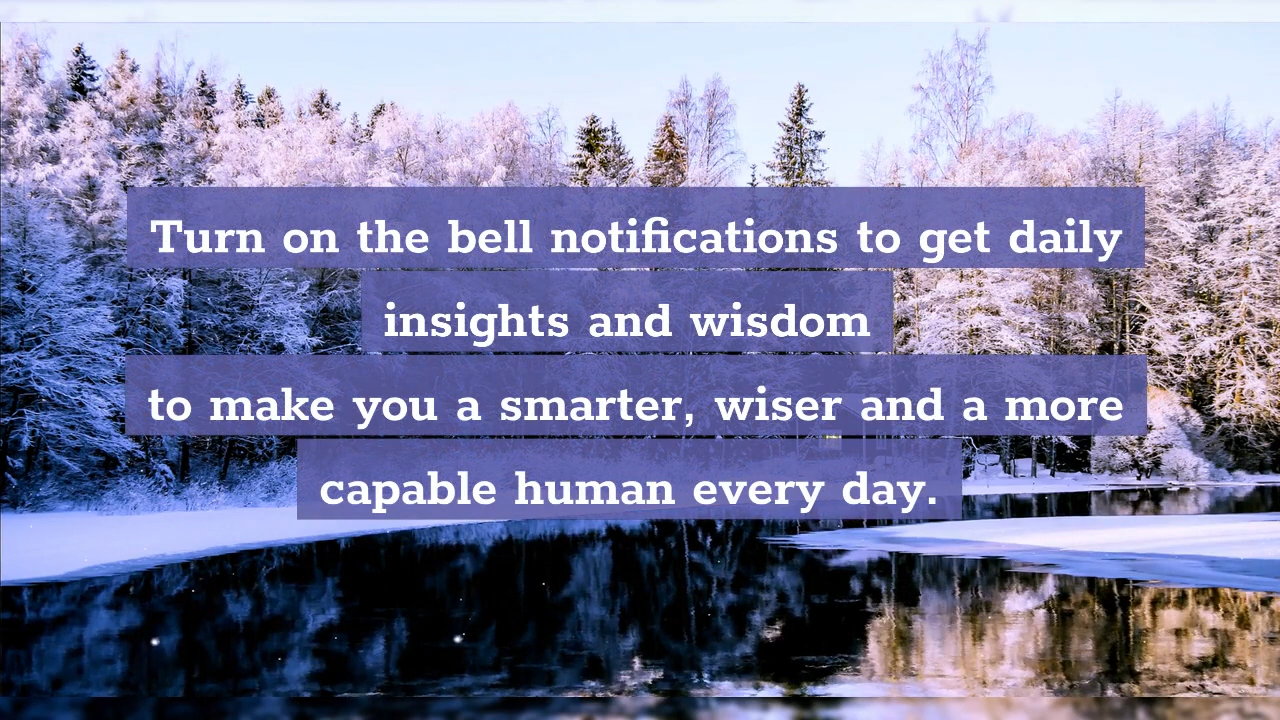 Turn on the bell notifications to get daily
insights and wisdom
to make you a smarter, wiser and a more
capable human every day.